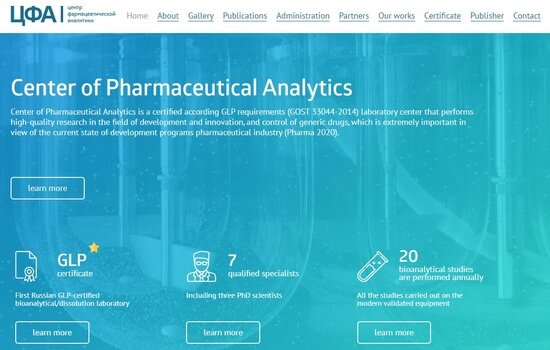 ЦФА
центр
фармацевтической
аналитики
Home About Gallery Publications Administration Partners Our works Certificate Publisher Contact
Center of Pharmaceutical Analytics
Center of Pharmaceutical Analytics is a certified according GLP requirements (GOST 33044-2014) laboratory center that performs
high-quality research in the field of development and innovation, and control of generic drugs, which is extremely important in
view of the current state of development programs pharmaceutical industry (Pharma 2020).
learn more
GLP
certificate
First Russian GLP-certified
bioanalytical/dissolution laboratory
learn more
7
qualified specialists
Including three PhD scientists
learn more
20
bioanalytical studies
are performed annually
All the studies carried out on the
modern validated equipment
learn more